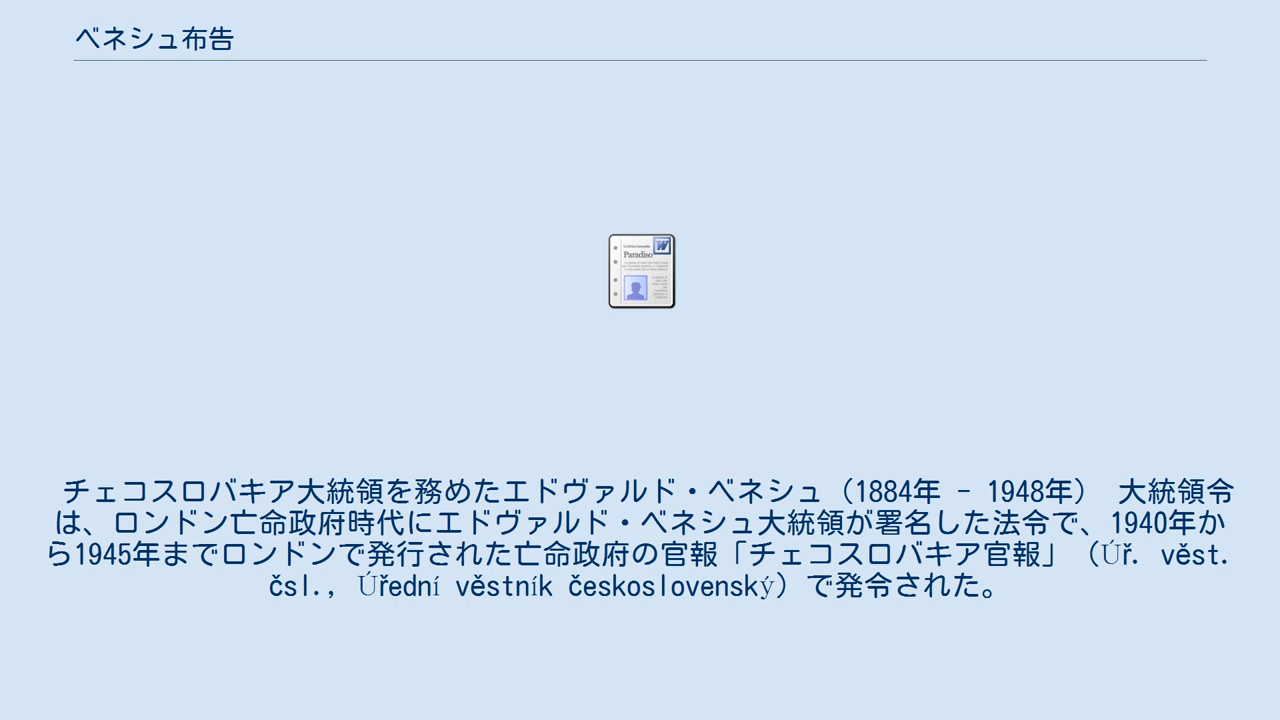 ベネシュ布告
Paradiso
チェコスロバキア大統領を務めたエドヴァルド・ベネシュ（1884年 - 1948年） 大統領令
は、ロンドン亡命政府時代にエドヴァルド・ベネシュ大統領が署名した法令で、1940年か
ら1945年までロンドンで発行された亡命政府の官報「チェコスロバキア官報」（Úř. věst.
čsl., Úřední věstník československý）で発令された。